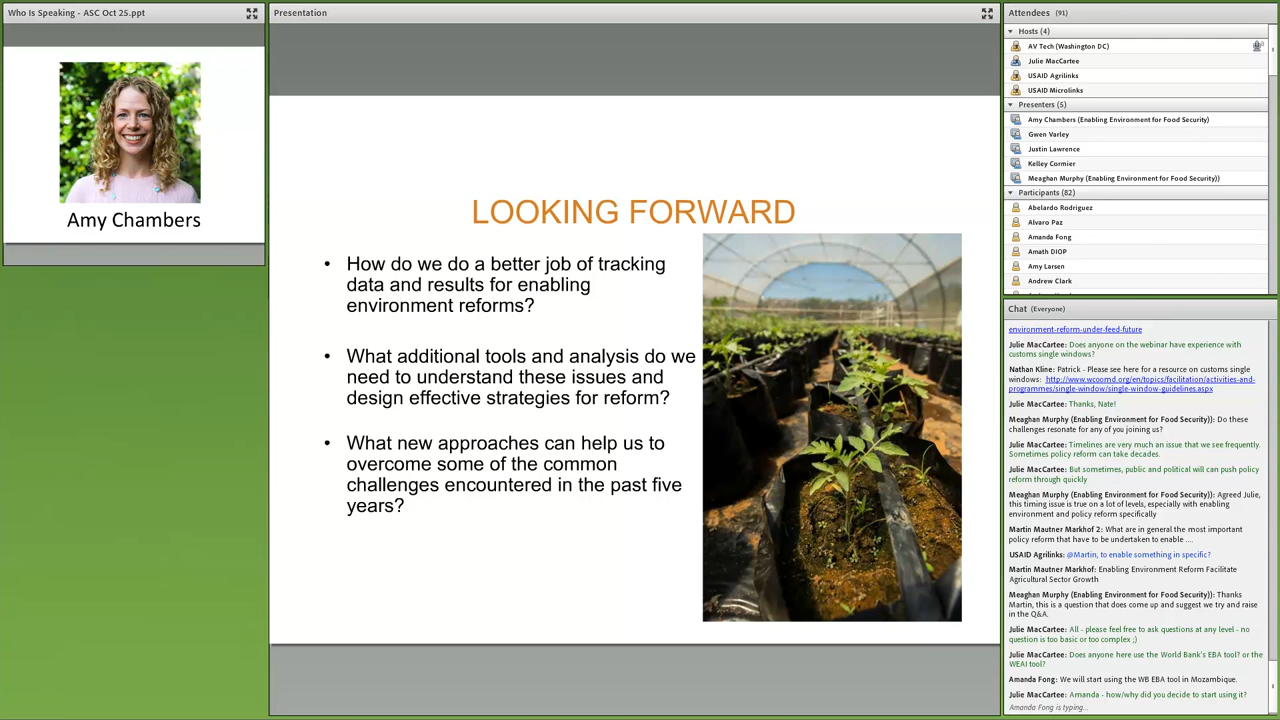 Who Is Speaking - ASC Oct 25.ppt
Amy Chambers
Presentation
LOOKING FORWARD
• How do we do a better job of tracking
data and results for enabling
environment reforms?
• What additional tools and analysis do we
need to understand these issues and
design effective strategies for reform?
• What new approaches can help us to
overcome some of the common
challenges encountered in the past five
years?
Attendees (91)
Hosts (4)
AV Tech (Washington DC)
Julie MacCartee
USAID Agrilinks
USAID Microlinks
Presenters (5)
Amy Chambers (Enabling Environment for Food Security)
Gwen Varley
Justin Lawrence
Kelley Cormier
Meaghan Murphy (Enabling Environment for Food Security))
Participants (82)
Abelardo Rodriguez
Alvaro Paz
Amanda Fong
Amath DIOP
Amy Larsen
Andrew Clark
Chat (Everyone)
environment-reform-under-feed-future
Julie MacCartee: Does anyone on the webinar have experience with
customs single windows?
Nathan Kline: Patrick - Please see here for a resource on customs single
windows: http://www.wcoomd.org/en/topics/facilitation/activities-and-
programmes/single-window/single-window-guidelines.aspx
Julie MacCartee: Thanks, Nate!
Meaghan Murphy (Enabling Environment for Food Security)): Do these
challenges resonate for any of you joining us?
Julie MacCartee: Timelines are very much an issue that we see frequently.
Sometimes policy reform can take decades.
Julie MacCartee: But sometimes, public and political will can push policy
reform through quickly
Meaghan Murphy (Enabling Environment for Food Security)): Agreed Julie,
this timing issue is true on a lot of levels, especially with enabling
environment and policy reform specifically
Martin Mautner Markhof 2: What are in general the most important
policy reform that have to be undertaken to enable ....
USAID Agrilinks: @Martin, to enable something in specific?
Martin Mautner Markhof: Enabling Environment Reform Facilitate
Agricultural Sector Growth
Meaghan Murphy (Enabling Environment for Food Security)): Thanks
Martin, this is a question that does come up and suggest we try and raise
in the Q&A.
Julie MacCartee: All - please feel free to ask questions at any level - no
question is too basic or too complex ;)
Julie MacCartee: Does anyone here use the World Bank's EBA tool? or the
WEAI tool?
Amanda Fong: We will start using the WB EBA tool in Mozambique.
Julie MacCartee: Amanda - how/why did you decide to start using it?
Amanda Fong is typing...